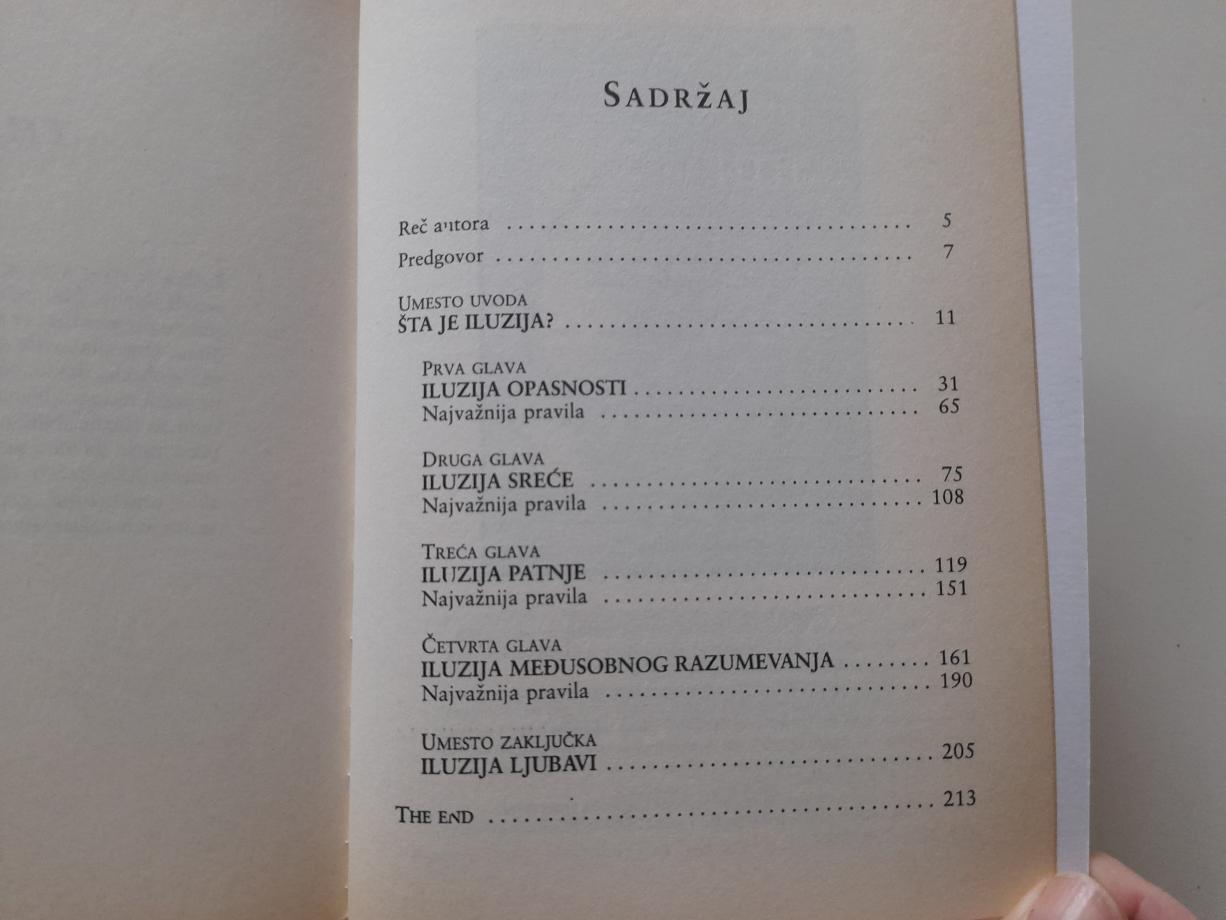 SADRŽAJ
Reč autora ..................................... 5
Predgovor ..................................... 7
UMESTO UVODA
ŠTA JE ILUZIJA? ................................ 11
PRVA GLAVA
ILUZIJA OPASNOSTI .......................... 31
Najvažnija pravila ............................. 65
DRUGA GLAVA
ILUZIJA SREĆE .............................. 75
Najvažnija pravila ............................. 108
TREĆA GLAVA
ILUZIJA PATNJE ............................. 119
Najvažnija pravila ............................. 151
ČETVRTA GLAVA
ILUZIJA MEĐUSOBNOG RAZUMEVANJA ........ 161
Najvažnija pravila ............................. 190
UMESTO ZAKLJUČKA
ILUZIJA LJUBAVI .............................. 205
THE END ........................................ 213